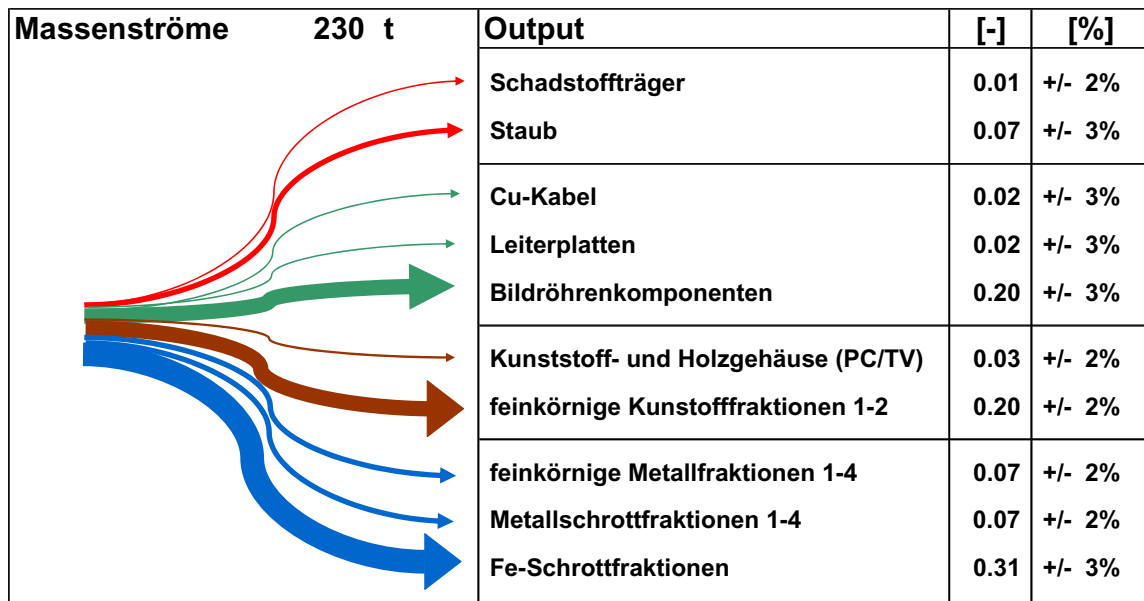 Massenströme 230 t Output [-] [%]
Schadstoffträger 0.01 +/- 2%
Staub 0.07 +/- 3%
Cu-Kabel 0.02 +/- 3%
Leiterplatten 0.02 +/- 3%
Bildröhrenkomponenten 0.20 +/- 3%
Kunststoff- und Holzgehäuse (PC/TV) 0.03 +/- 2%
feinkörnige Kunstofffraktionen 1-2 0.20 +/- 2%
feinkörnige Metallfraktionen 1-4 0.07 +/- 2%
Metallschrottfraktionen 1-4 0.07 +/- 2%
Fe-Schrottfraktionen 0.31 +/- 3%